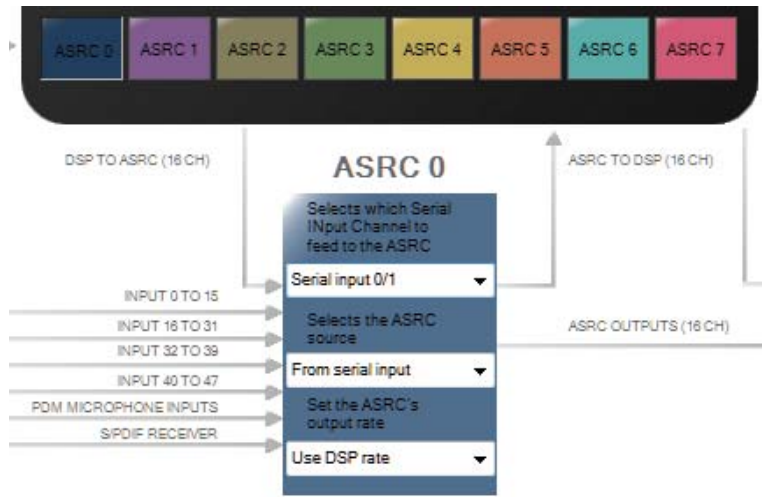 ASRC 0 ASRC 1 ASRC 2 ASRC 3 ASRC 4 ASRC 5 ASRC 6 ASRC 7
DSP TO ASRC (16 CH)
ASRC 0
ASRC TO DSP (16 CH)
Selects which Serial
INput Channel to
feed to the ASRC
Serial input 0/1
INPUT 0 TO 15
INPUT 16 TO 31
INPUT 32 TO 39
INPUT 40 TO 47
PDM MICROPHONE INPUTS
S/PDIF RECEIVER
Selects the ASRC
source
From serial input
Set the ASRC's
output rate
Use DSP rate
ASRC OUTPUTS (16 CH)